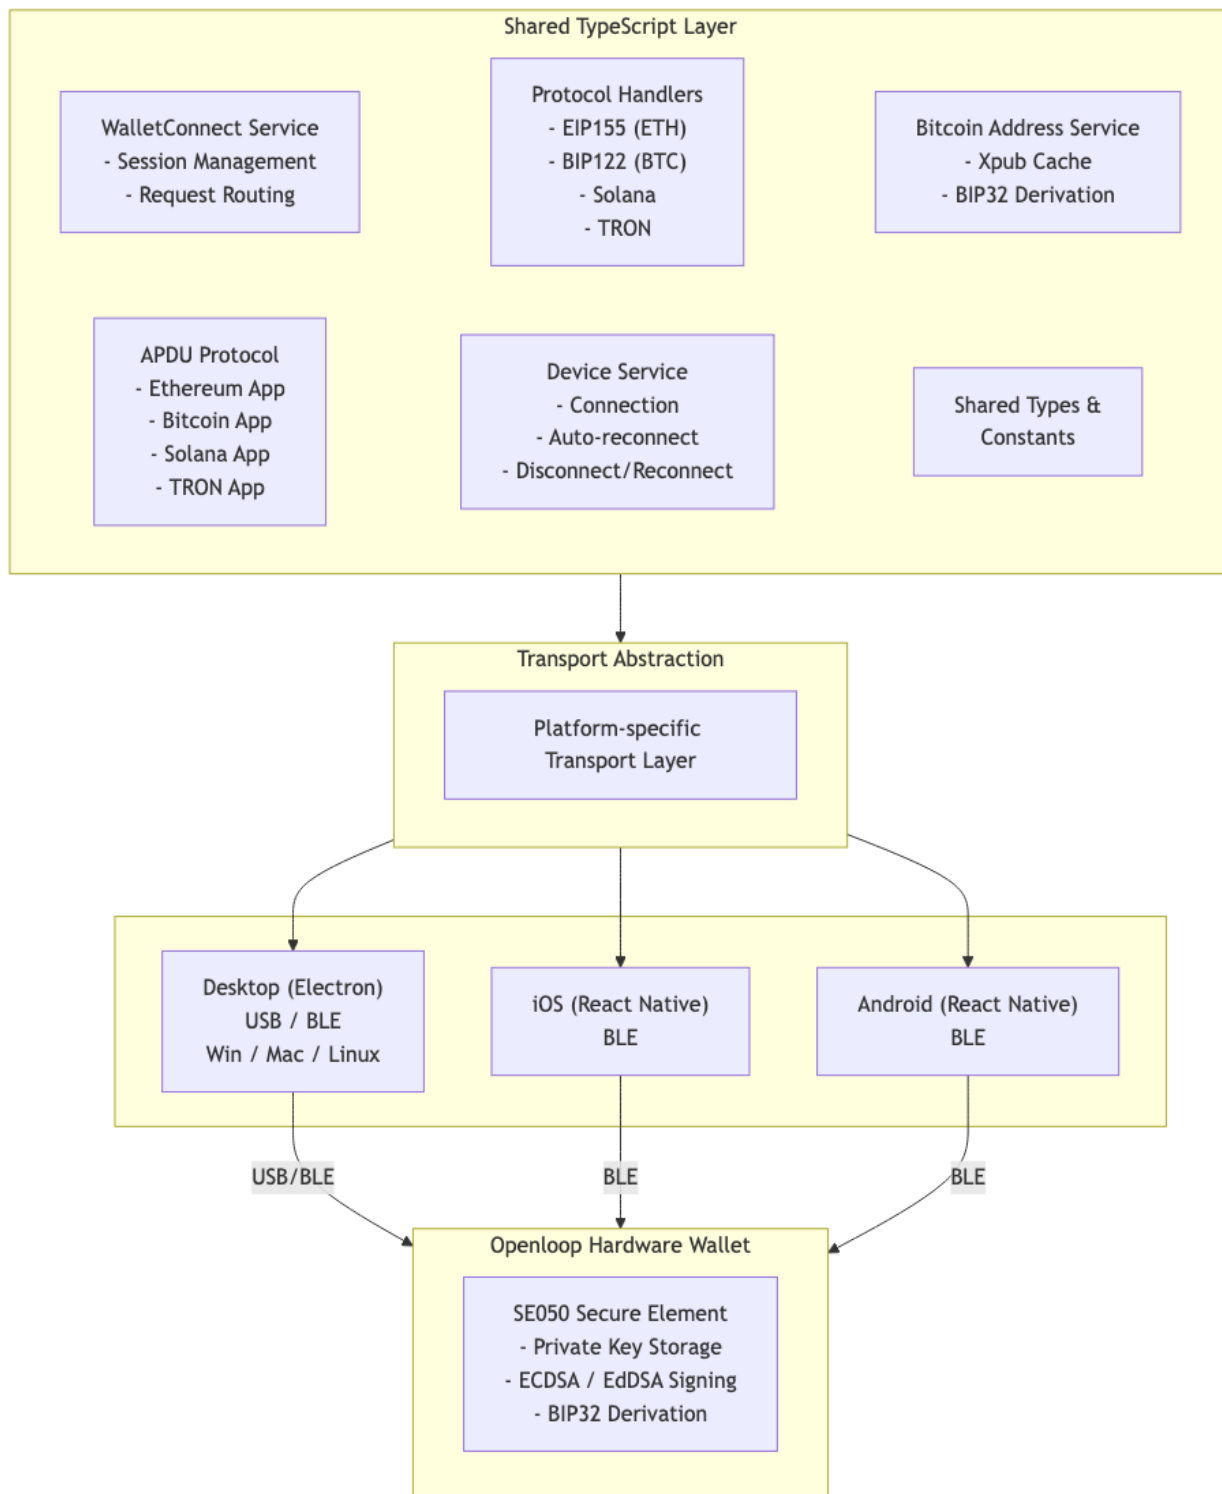 Shared TypeScript Layer
WalletConnect Service
- Session Management
- Request Routing
Protocol Handlers
- EIP155 (ETH)
- BIP122 (BTC)
- Solana
- TRON
Bitcoin Address Service
- Xpub Cache
- BIP32 Derivation
APDU Protocol
- Ethereum App
- Bitcoin App
- Solana App
- TRON App
Device Service
- Connection
- Auto-reconnect
- Disconnect/Reconnect
Shared Types &
Constants
Transport Abstraction
Platform-specific
Transport Layer
Desktop (Electron)
USB / BLE
Win / Mac / Linux
iOS (React Native)
BLE
Android (React Native)
BLE
USB/BLE
BLE
BLE
Openloop Hardware Wallet
SE050 Secure Element
- Private Key Storage
- ECDSA / EdDSA Signing
- BIP32 Derivation